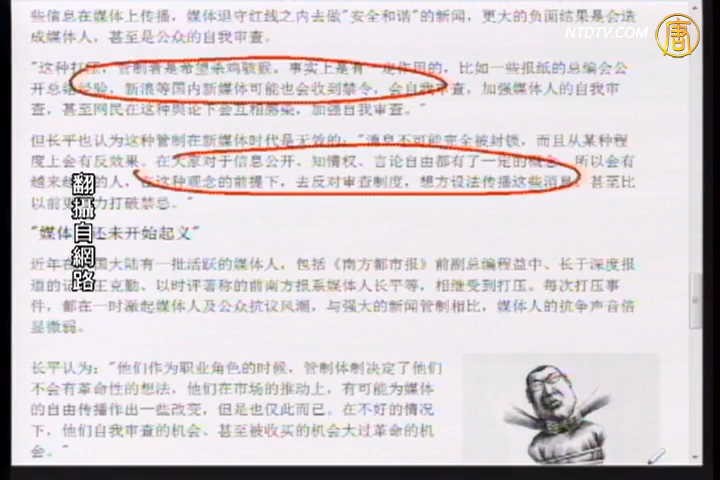 些信息在媒体上传播，媒体退守红线之内去做"安全和谐"的新闻，更大的负面结果是会造
成媒体人，甚至是公众的自我审查。
NTDTV.COM
唐
"这种打压，管制者是希望杀鸡骇猴。事实上是有一定作用的，比如一些报纸的总编会公
开总结经验，新浪等国内新媒体可能也会收到禁令，会自我审查，加强媒体人的自我审
查，甚至网民在这种舆论下会互相感染，加强自我审查。"
但长平也认为这种管制在新媒体时代是无效的，"消息不可能完全被封锁，而且从某种程
度上会有反效果。在大家对于信息公开、知情权、言论自由都有了一定的概念，所以会有
越来越多的人，在这种观念的前提下，去反对审查制度，想方设法传播这些消息，甚至比
以前更 力打破禁忌。"
"媒体 还未开始起义"
近年在 国大陆有一批活跃的媒体人，包括《南方都市报》前副总编程益中、长于深度报
道的 王克勤、以时评著称的前南方报系媒体人长平等，相继受到打压。每次打压事
件，都在一时激起媒体人及公众抗议风潮，与强大的新闻管制相比，媒体人的抗争声音倍
显微弱。
长平认为："他们作为职业角色的时候，管制体制决定了他们
不会有革命性的想法，他们在市场的推动上，有可能为媒体
的自由传播作出一些改变，但是也仅此而已。在不好的情况
下，他们自我审查的机会、甚至被收买的机会大过革命的机
会。"
翻攝自網路